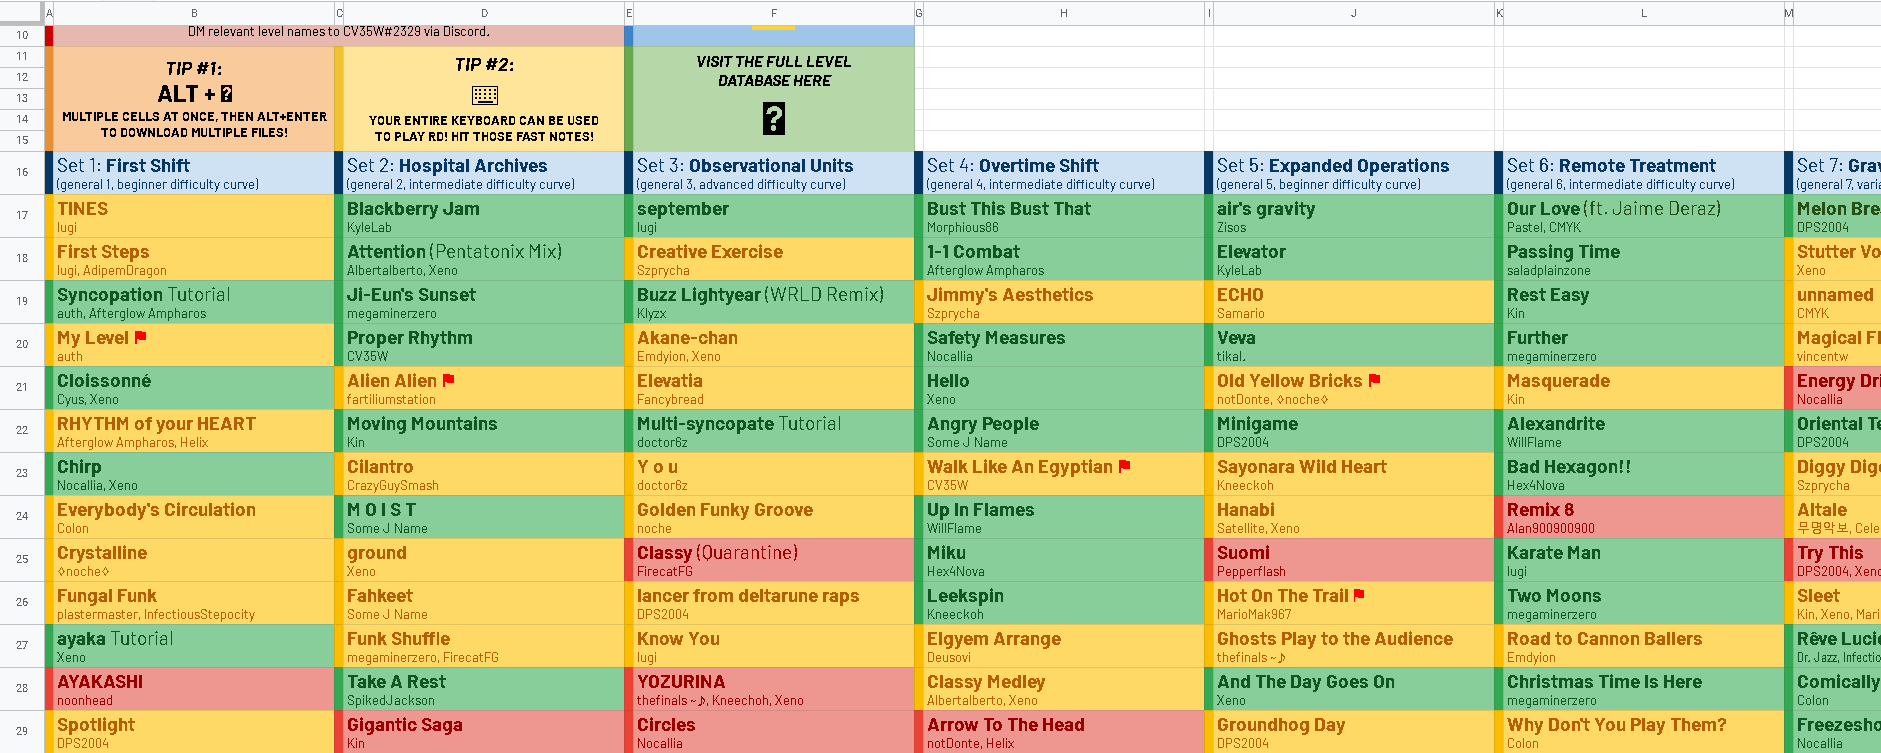 A B C D E F G H I J K L M
10 DM relevant level names to CV35W#2329 via Discord.
11
12
13
14
15
TIP #1:
ALT +
MULTIPLE CELLS AT ONCE, THEN ALT+ENTER
TO DOWNLOAD MULTIPLE FILES!
TIP #2:
YOUR ENTIRE KEYBOARD CAN BE USED
TO PLAY RD! HIT THOSE FAST NOTES!
VISIT THE FULL LEVEL
DATABASE HERE
?
16 Set 1: First Shift Set 2: Hospital Archives Set 3: Observational Units Set 4: Overtime Shift Set 5: Expanded Operations Set 6: Remote Treatment Set 7: Grav
(general 1, beginner difficulty curve) (general 2, intermediate difficulty curve) (general 3, advanced difficulty curve) (general 4, intermediate difficulty curve) (general 5, beginner difficulty curve) (general 6, intermediate difficulty curve) (general 7, vari
17 TINES Blackberry Jam september Bust This Bust That air's gravity Our Love (ft. Jaime Deraz) Melon Bre
lugi KyleLab lugi Morphious86 Zisos Pastel, CMYK DPS2004
18 First Steps Attention (Pentatonix Mix) Creative Exercise 1-1 Combat Elevator Passing Time Stutter Vo
lugi, AdipemDragon Albertalberto, Xeno Szprycha Afterglow Ampharos KyleLab saladplainzone Xeno
19 Syncopation Tutorial Ji-Eun's Sunset Buzz Lightyear (WRLD Remix) Jimmy's Aesthetics ECHO Rest Easy unnamed
auth, Afterglow Ampharos megaminerzero Klyzx Szprycha Samario Kin CMYK
20 My Level Proper Rhythm Akane-chan Safety Measures Veva Further Magical Fl
auth CV35W Emdyion, Xeno Nocallia tikal. megaminerzero vincentw
21 Cloissonné Alien Alien Elevatia Hello Old Yellow Bricks Masquerade Energy Dri
Cyus, Xeno fartiliumstation Fancybread Xeno notDonte, ◊noche◊ Kin Nocallia
22 RHYTHM of your HEART Moving Mountains Multi-syncopate Tutorial Angry People Minigame Alexandrite Oriental Te
Afterglow Ampharos, Helix Kin doctor6z Some J Name DPS2004 WillFlame DPS2004
23 Chirp Cilantro Y o u Walk Like An Egyptian Sayonara Wild Heart Bad Hexagon!! Diggy Dig
Nocallia, Xeno CrazyGuySmash doctor6z CV35W Kneeckoh Hex4Nova Szprycha
24 Everybody's Circulation M O I S T Golden Funky Groove Up In Flames Hanabi Remix 8 Altale
Colon Some J Name noche WillFlame Satellite, Xeno Alan900900900 무명악보, Cele
25 Crystalline ground Classy (Quarantine) Miku Suomi Karate Man Try This
◊noche◊ Xeno FirecatFG Hex4Nova Pepperflash lugi DPS2004, Xeno
26 Fungal Funk Fahkeet lancer from deltarune raps Leekspin Hot On The Trail Two Moons Sleet
plastermaster, InfectiousStepocity Some J Name DPS2004 Kneeckoh MarioMak967 megaminerzero Kin, Xeno, Mari
27 ayaka Tutorial Funk Shuffle Know You Elgyem Arrange Ghosts Play to the Audience Road to Cannon Ballers Rêve Luci
Xeno megaminerzero, FirecatFG lugi Deusovi thefinals ~♪ Emdyion Dr. Jazz, Infectio
28 AYAKASHI Take A Rest YOZURINA Classy Medley And The Day Goes On Christmas Time Is Here Comically
noonhead SpikedJackson thefinals ~♪, Kneechoh, Xeno Albertalberto, Xeno Xeno megaminerzero Colon
29 Spotlight Gigantic Saga Circles Arrow To The Head Groundhog Day Why Don't You Play Them? Freezesho
DPS2004 Kin Nocallia notDonte, Helix DPS2004 Colon Nocallia